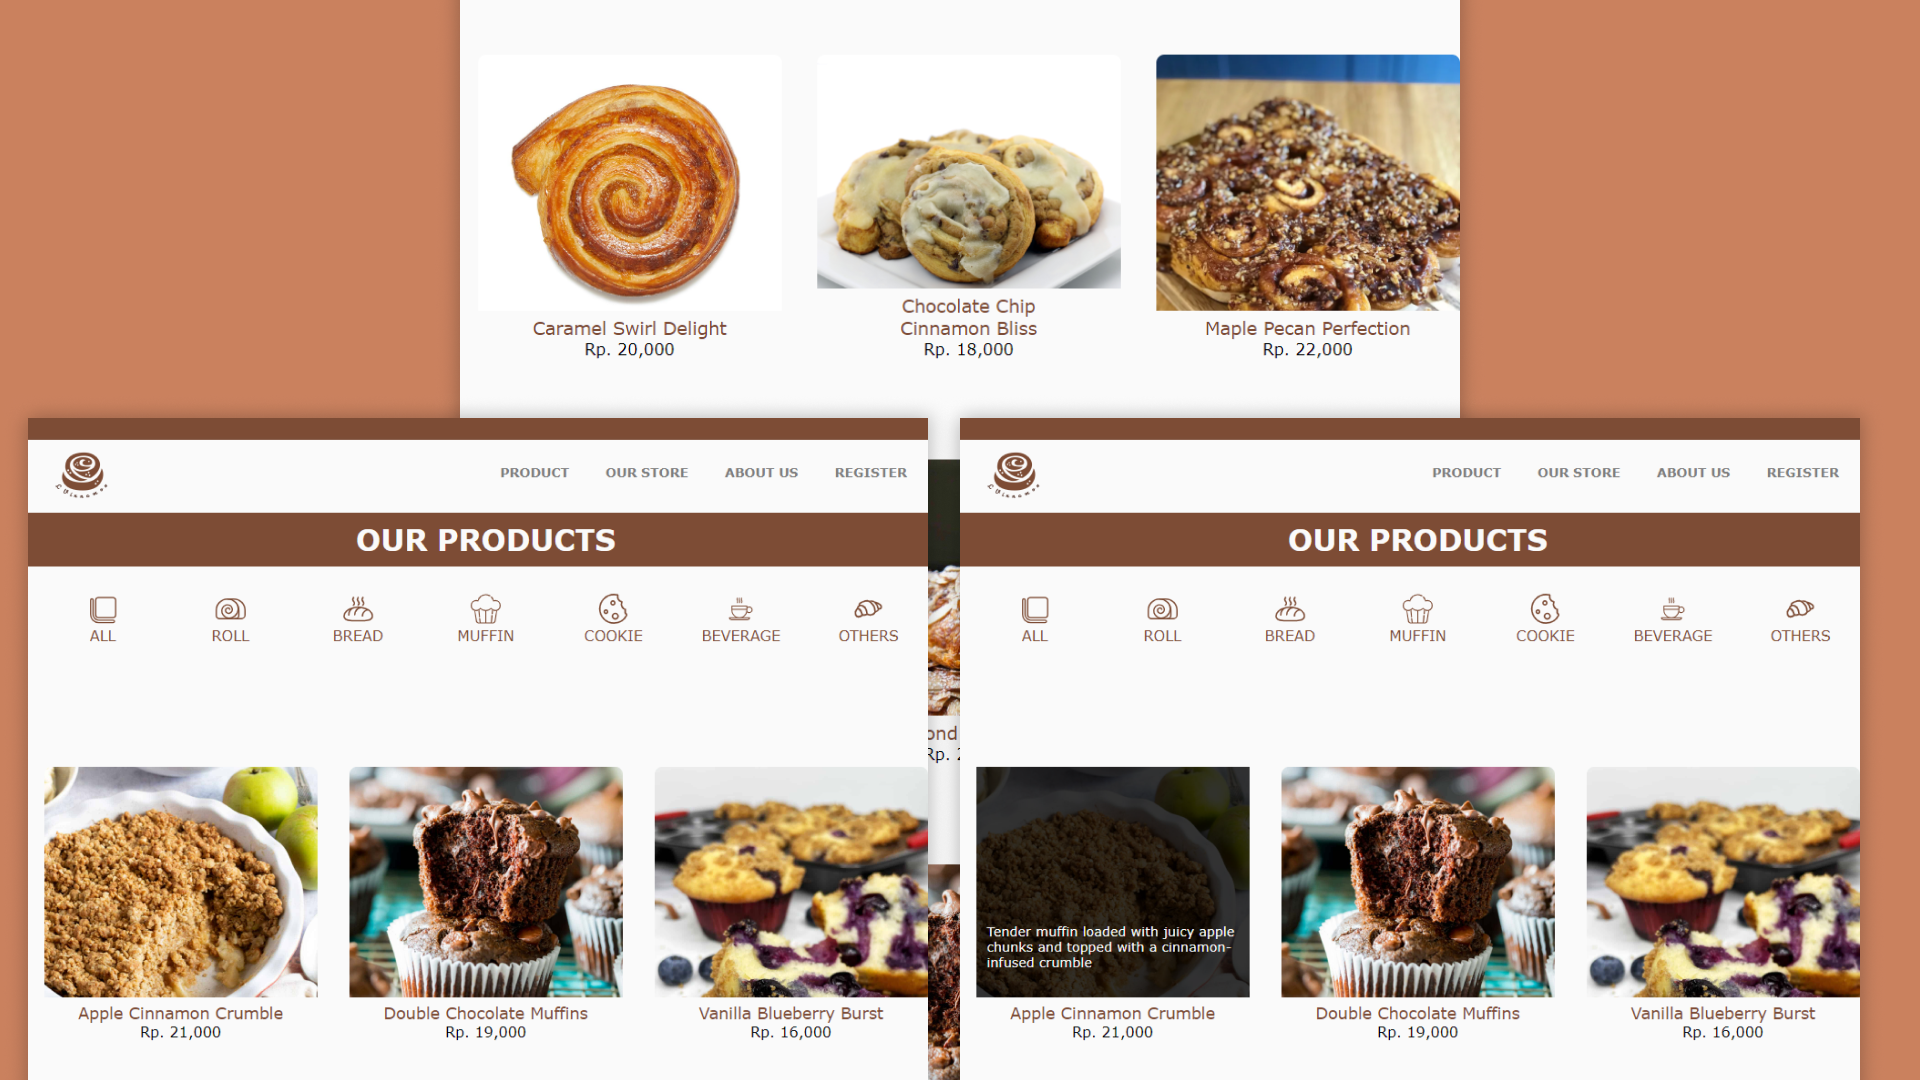 Caramel Swirl Delight
Rp. 20,000
Chocolate Chip
Cinnamon Bliss
Rp. 18,000
Maple Pecan Perfection
Rp. 22,000
PRODUCT OUR STORE ABOUT US REGISTER
OUR PRODUCTS
ALL ROLL BREAD MUFFIN COOKIE BEVERAGE OTHERS
Apple Cinnamon Crumble
Rp. 21,000
Double Chocolate Muffins
Rp. 19,000
Vanilla Blueberry Burst
Rp. 16,000
ond
Rp.
PRODUCT OUR STORE ABOUT US REGISTER
OUR PRODUCTS
ALL ROLL BREAD MUFFIN COOKIE BEVERAGE OTHERS
Tender muffin loaded with juicy apple
chunks and topped with a cinnamon-
infused crumble
Apple Cinnamon Crumble
Rp. 21,000
Double Chocolate Muffins
Rp. 19,000
Vanilla Blueberry Burst
Rp. 16,000